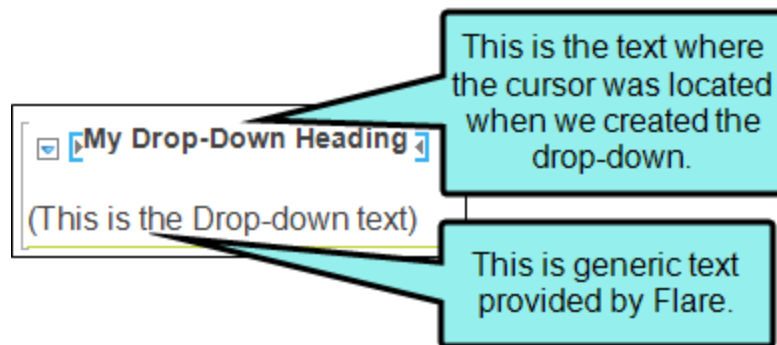 This is the text where
the cursor was located
when we created the
drop-down.
My Drop-Down Heading
(This is the Drop-down text)
This is generic text
provided by Flare.